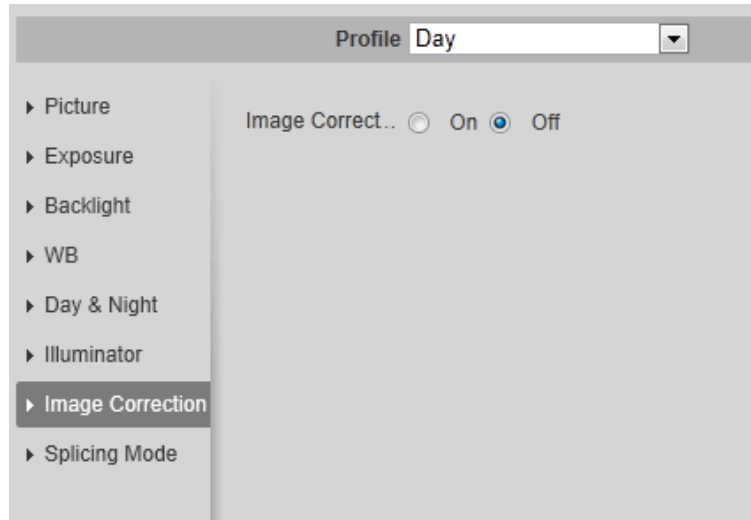 Profile Day
Picture
Image Correct.. On Off
Exposure
Backlight
WB
Day & Night
Illuminator
Image Correction
Splicing Mode